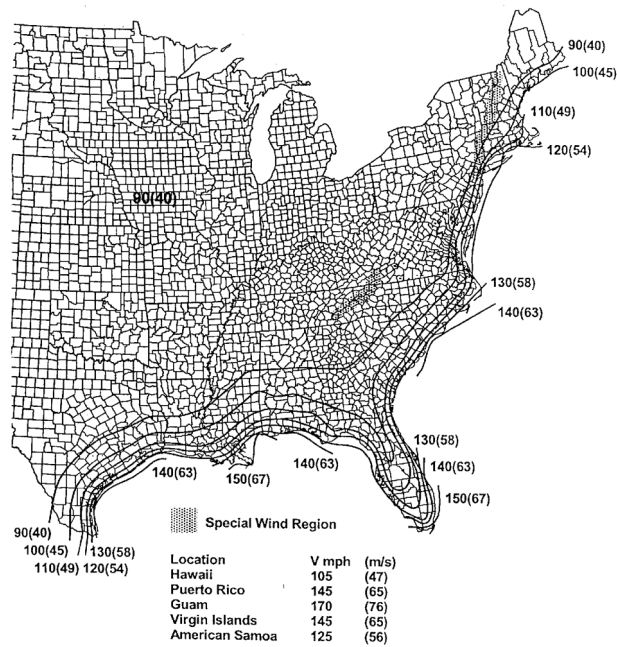 90(40)
100(45)
110(49)
120(54)
90(40)
130(58)
140(63)
130(58)
140(63)
140(63)
140(63)
150(67)
150(67)
90(40)
100(45)
130(58)
110(49) 120(54)
Special Wind Region
Location V mph (m/s)
Hawaii 105 (47)
Puerto Rico 145 (65)
Guam 170 (76)
Virgin Islands 145 (65)
American Samoa 125 (56)